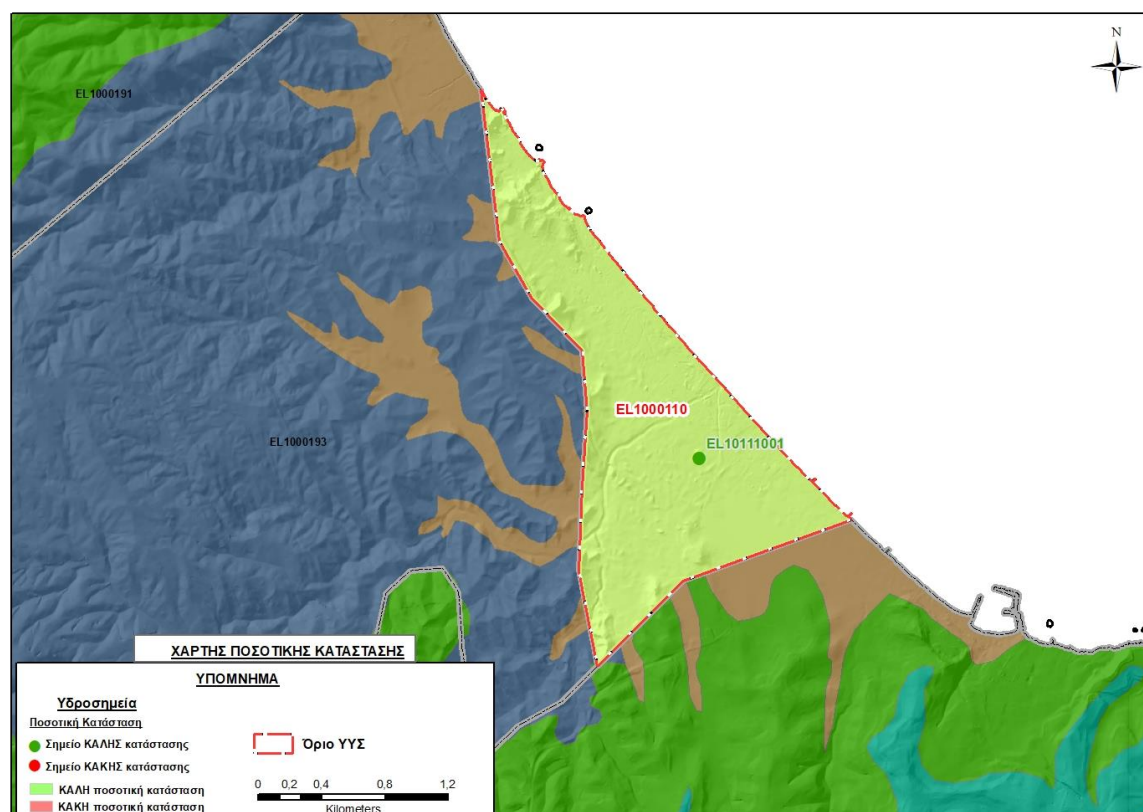 N
EL1000191
EL1000110
EL10111001
EL1000193
ΧΑΡΤΗΣ ΠΟΣΟΤΙΚΗΣ ΚΑΤΑΣΤΑΣΗΣ
ΥΠΟΜΝΗΜΑ
Υδροσημεία
Ποσοτική Κατάσταση
Σημείο ΚΑΛΗΣ κατάστασης
Όριο ΥΥΣ
Σημείο ΚΑΚΗΣ κατάστασης
ΚΑΛΗ ποσοτική κατάσταση
0 0,2 0,4 0,8 1,2
ΚΑΚΗ ποσοτική κατάσταση
Kilometers